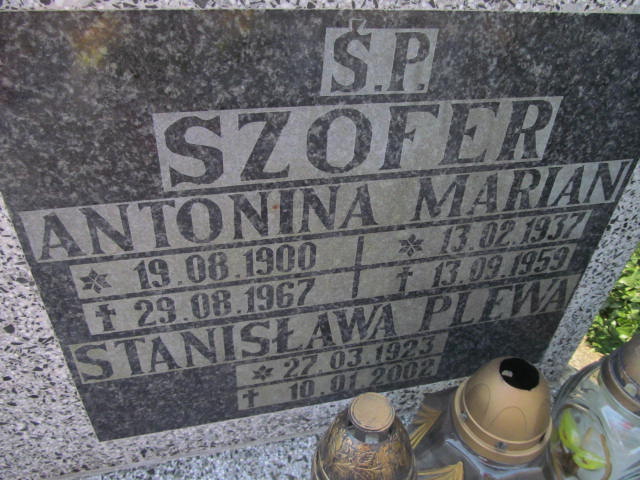 Ś.P.
SZOFER
ANTONINA MARIAN
* 19.08.1900 * 13.02.1937
† 29.08.1967 † 13.09.1959
STANISŁAWA PLEWA
* 27.03.1923
† 10.01.2002